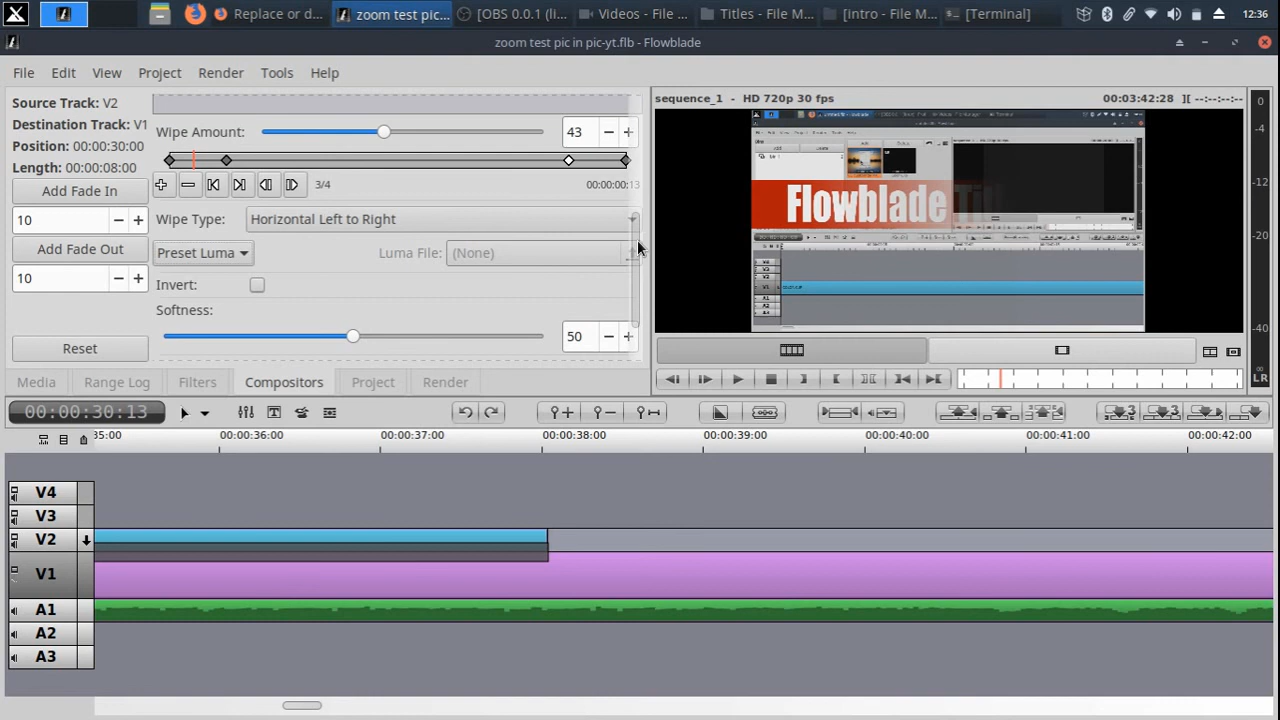 Replace or d...
zoom test pic...
[OBS 0.0.1 (li...
Videos - File ...
Titles - File M...
[intro - File M...
[Terminal]
12:36
zoom test pic in pic-yt.flb - Flowblade
File Edit View Project Render Tools Help
Source Track: V2
Destination Track: V1
Position: 00:00:30:00
Length: 00:00:08:00
Add Fade In
10
Add Fade Out
10
Reset
Wipe Amount: 43
3/4 00:00:00:13
Wipe Type: Horizontal Left to Right
Preset Luma Luma File: (None)
Invert:
Softness:
50
sequence_1 - HD 720p 30 fps 00:03:42:28 ][ --:--:--:--
Flowblade
0
-4
-12
-20
-40
-∞
L R
Media Range Log Filters Compositors Project Render
00:00:30:13
35:00 00:00:36:00 00:00:37:00 00:00:38:00 00:00:39:00 00:00:40:00 00:00:41:00 00:00:42:00
V4
V3
V2
V1
A1
A2
A3